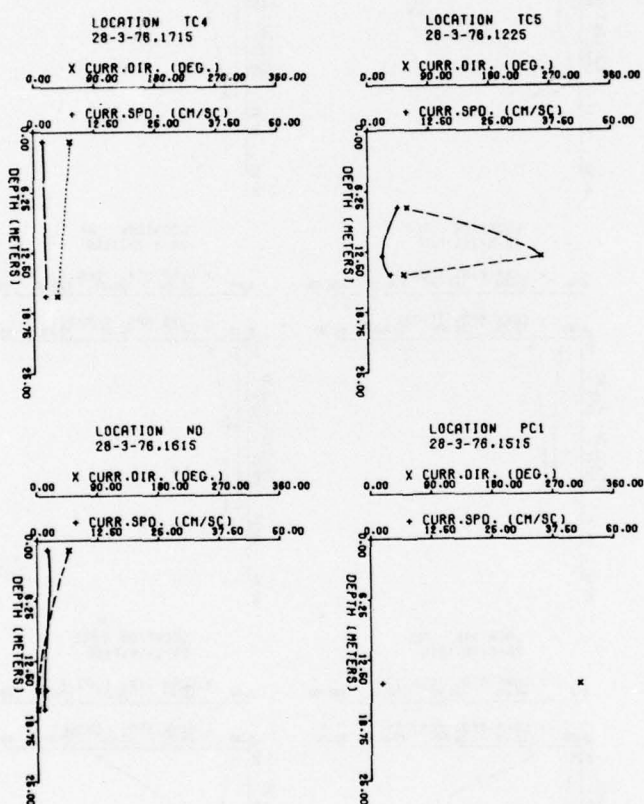 LOCATION TC4
28-3-76.1715
X CURR.DIR. (DEG.)
0.00 90.00 180.00 270.00 360.00
+ CURR.SPD. (CM/SC)
0.00 12.50 25.00 37.50 50.00
0.00 6.25 12.50 18.75 25.00
DEPTH (METERS)
LOCATION TC5
28-3-76.1225
X CURR.DIR. (DEG.)
0.00 90.00 180.00 270.00 360.00
+ CURR.SPD. (CM/SC)
0.00 12.50 25.00 37.50 50.00
0.00 6.25 12.50 18.75 25.00
DEPTH (METERS)
LOCATION NO
28-3-76.1615
X CURR.DIR. (DEG.)
0.00 90.00 180.00 270.00 360.00
+ CURR.SPD. (CM/SC)
0.00 12.50 25.00 37.50 50.00
0.00 6.25 12.50 18.75 25.00
DEPTH (METERS)
LOCATION PC1
28-3-76.1515
X CURR.DIR. (DEG.)
0.00 90.00 180.00 270.00 360.00
+ CURR.SPD. (CM/SC)
0.00 12.50 25.00 37.50 50.00
0.00 6.25 12.50 18.75 25.00
DEPTH (METERS)